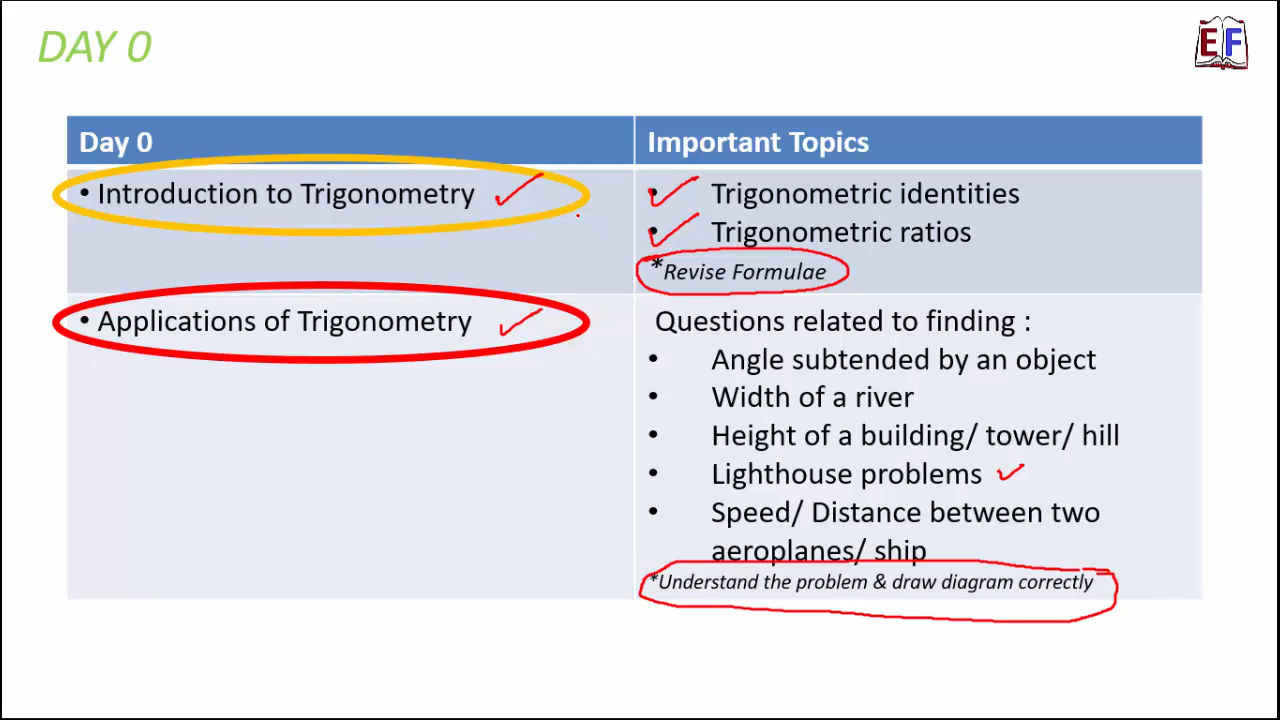 DAY 0
EF
Day 0
Important Topics
• Introduction to Trigonometry
• Trigonometric identities
• Trigonometric ratios
*Revise Formulae
• Applications of Trigonometry
Questions related to finding :
• Angle subtended by an object
• Width of a river
• Height of a building/ tower/ hill
• Lighthouse problems
• Speed/ Distance between two
aeroplanes/ ship
*Understand the problem & draw diagram correctly